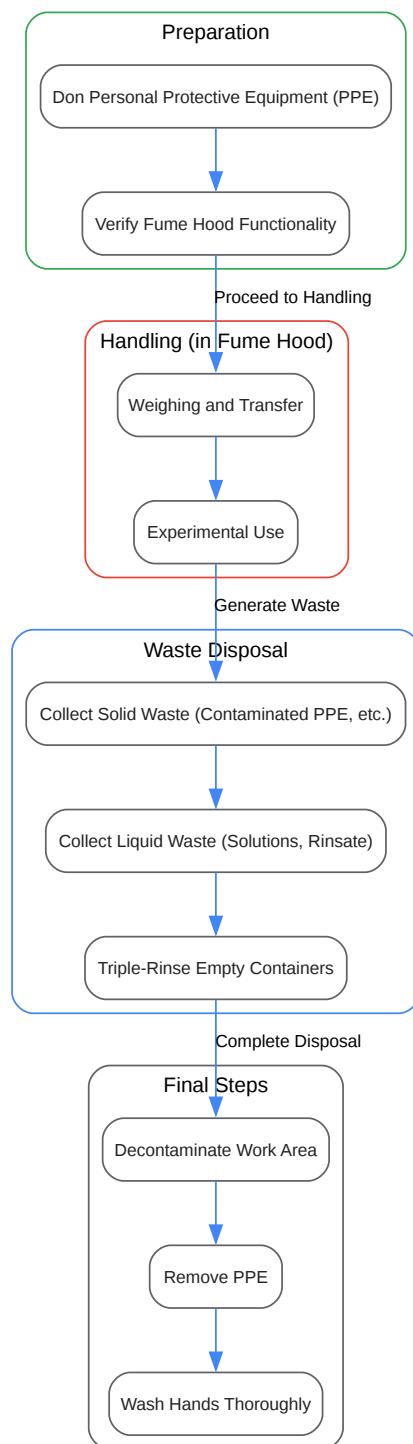 Preparation
Don Personal Protective Equipment (PPE)
Verify Fume Hood Functionality
Proceed to Handling
Handling (in Fume Hood)
Weighing and Transfer
Experimental Use
Generate Waste
Waste Disposal
Collect Solid Waste (Contaminated PPE, etc.)
Collect Liquid Waste (Solutions, Rinsate)
Triple-Rinse Empty Containers
Complete Disposal
Final Steps
Decontaminate Work Area
Remove PPE
Wash Hands Thoroughly